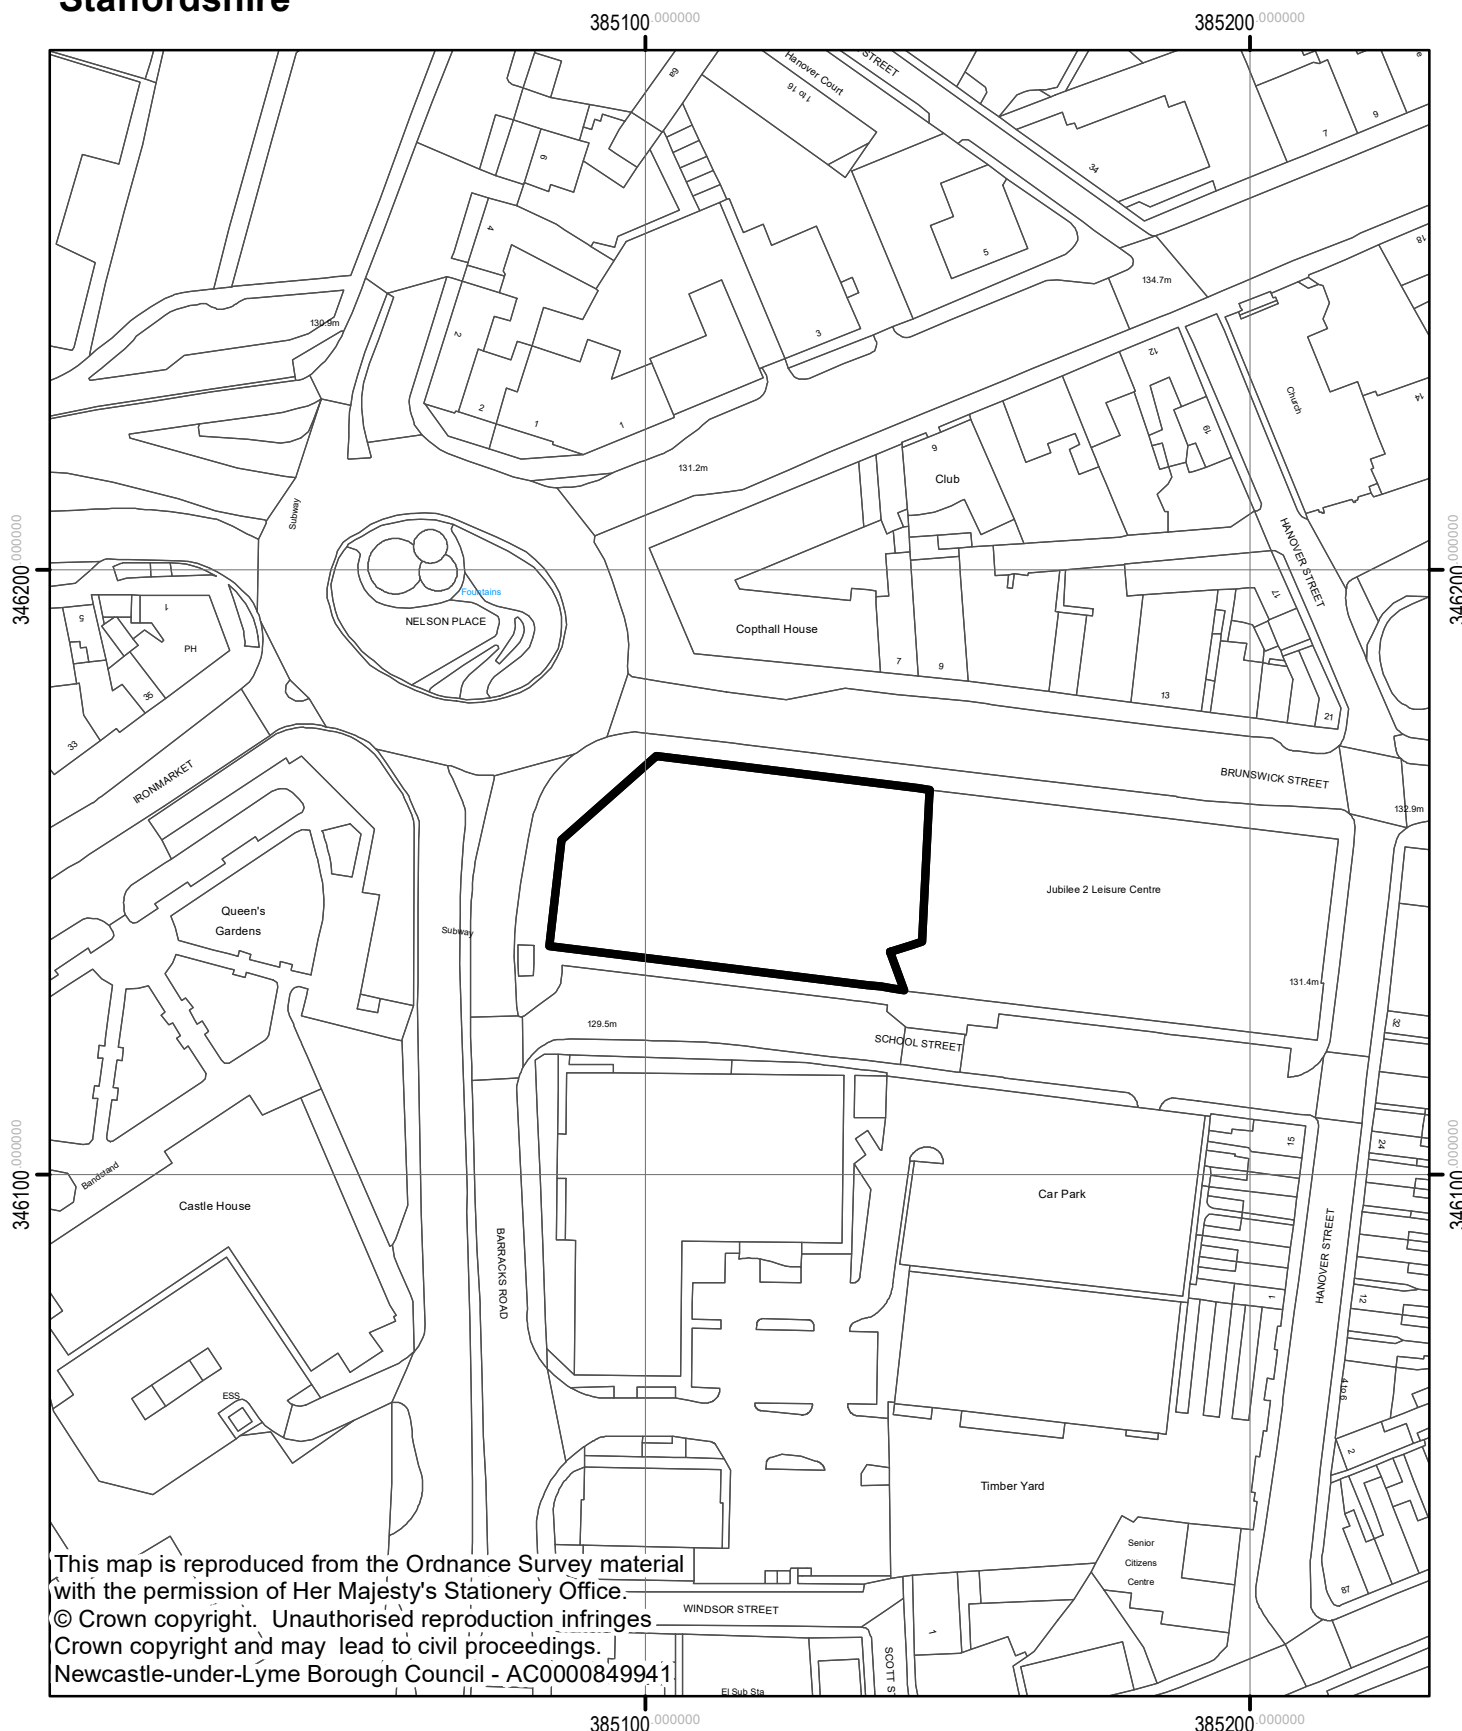 Staffordshire
385100.000000
385200.000000
6a
Hanover Court
11 to 16
STREET
7
9
34
6
4
5
18
134.7m
130.9m
2
3
12
2
1
1
Church
14
19
131.2m
6
Club
Subway
HANOVER STREET
346200.000000
346200.000000
Fountains
NELSON PLACE
17
5
1
PH
Copthall House
7
9
35
13
21
33
IRONMARKET
BRUNSWICK STREET
132.9m
Jubilee 2 Leisure Centre
Queen's
Gardens
Subway
131.4m
129.5m
SCHOOL STREET
32
15
24
346100.000000
346100.000000
Bandstand
Car Park
Castle House
BARRACKS ROAD
HANOVER STREET
1
12
4 to 6
ESS
2
Timber Yard
Senior
Citizens
Centre
This map is reproduced from the Ordnance Survey material
with the permission of Her Majesty's Stationery Office.
© Crown copyright.  Unauthorised reproduction infringes
Crown copyright and may  lead to civil proceedings.
Newcastle-under-Lyme Borough Council - AC0000849941
87
WINDSOR STREET
1
SCOTT S
El Sub Sta
385100.000000
385200.000000